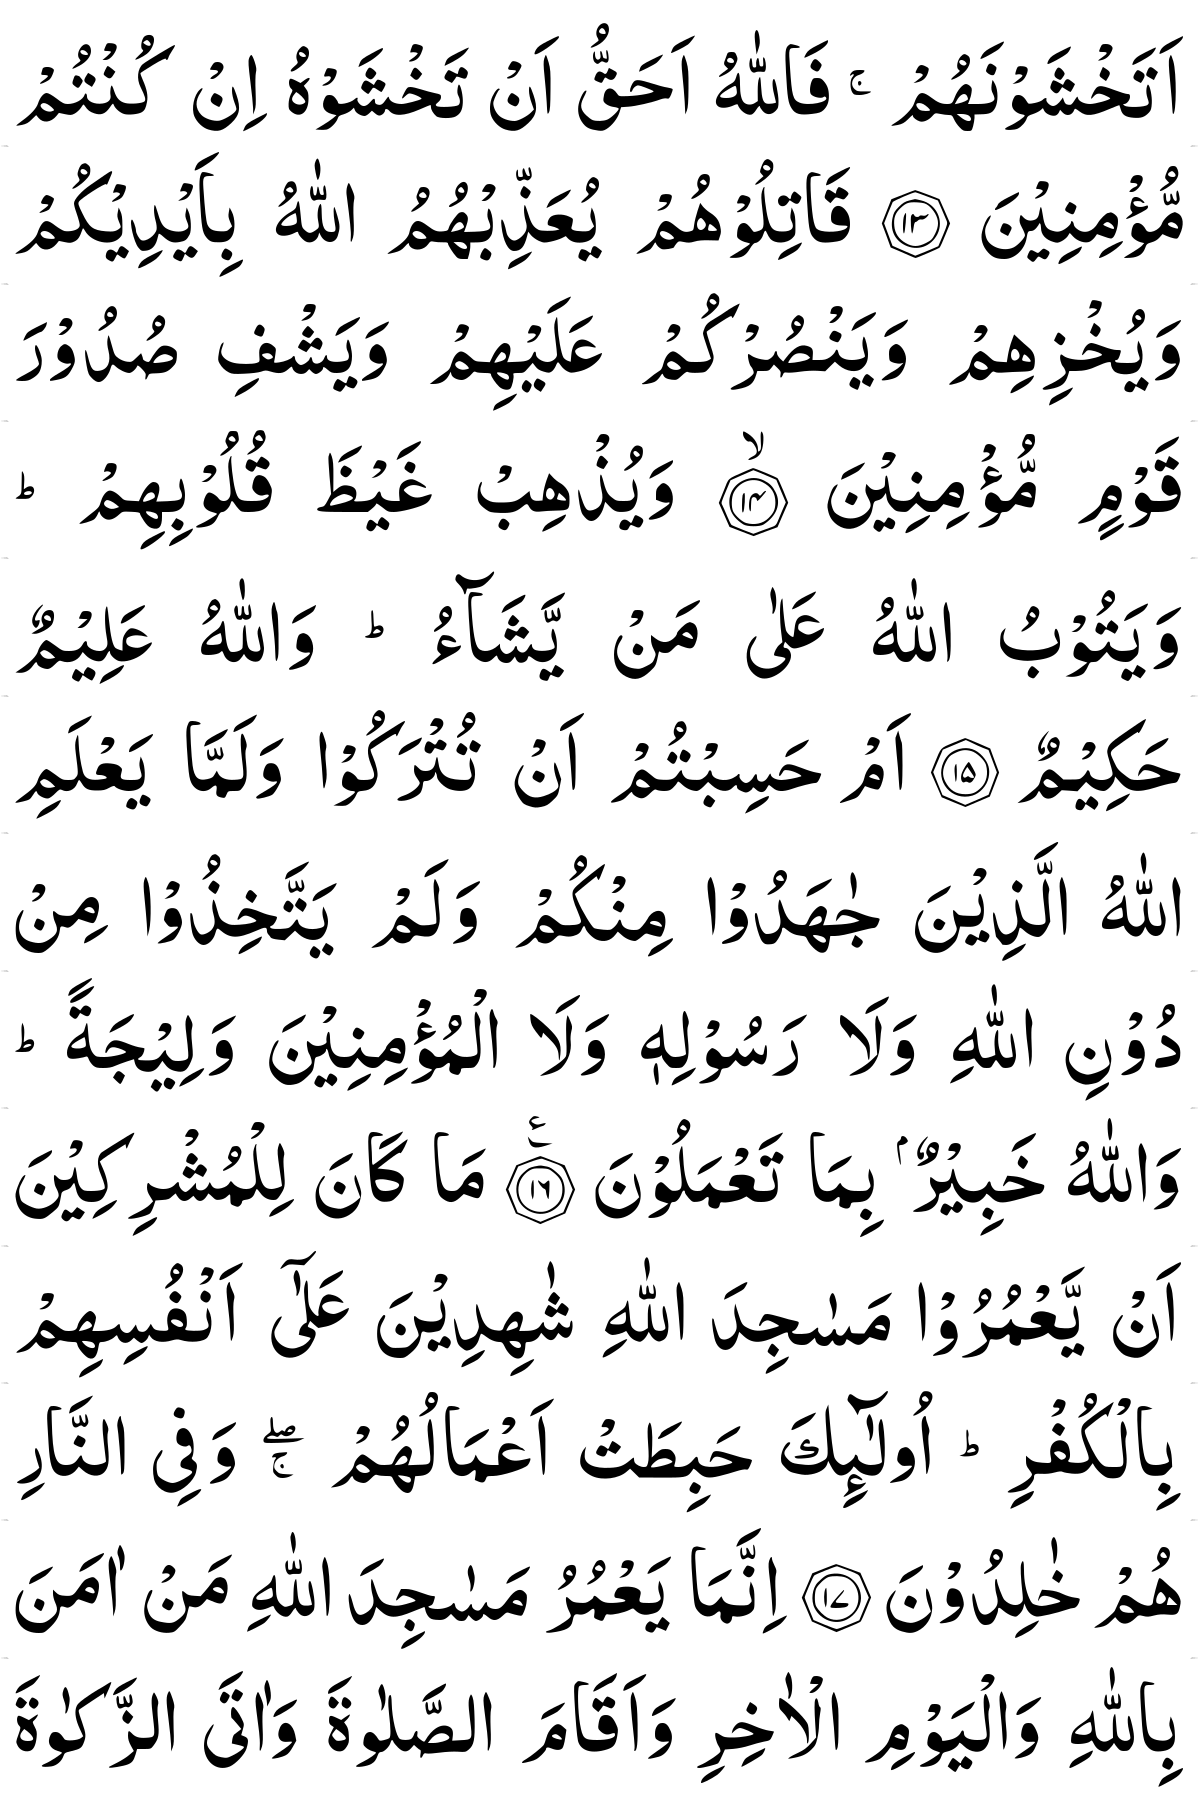 اَتَخْشَوْنَهُمْ ۚ فَاللّٰهُ اَحَقُّ اَنْ تَخْشَوْهُ اِنْ كُنْتُمْ
مُّؤْمِنِیْنَ ۝۱۳ قَاتِلُوْهُمْ یُعَذِّبْهُمُ اللّٰهُ بِاَیْدِیْكُمْ
وَیُخْزِهِمْ وَیَنْصُرْكُمْ عَلَیْهِمْ وَیَشْفِ صُدُوْرَ
قَوْمٍ مُّؤْمِنِیْنَ ۙ۝۱۴ وَیُذْهِبْ غَیْظَ قُلُوْبِهِمْ ؕ
وَیَتُوْبُ اللّٰهُ عَلٰی مَنْ یَّشَآءُ ؕ وَاللّٰهُ عَلِیْمٌ
حَكِیْمٌ ۝۱۵ اَمْ حَسِبْتُمْ اَنْ تُتْرَكُوْا وَلَمَّا یَعْلَمِ
اللّٰهُ الَّذِیْنَ جٰهَدُوْا مِنْكُمْ وَلَمْ یَتَّخِذُوْا مِنْ
دُوْنِ اللّٰهِ وَلَا رَسُوْلِهٖ وَلَا الْمُؤْمِنِیْنَ وَلِیْجَةً ؕ
وَاللّٰهُ خَبِیْرٌۢ بِمَا تَعْمَلُوْنَ ۝۱۶ۧ مَا كَانَ لِلْمُشْرِكِیْنَ
اَنْ یَّعْمُرُوْا مَسٰجِدَ اللّٰهِ شٰهِدِیْنَ عَلٰۤی اَنْفُسِهِمْ
بِالْكُفْرِ ؕ اُولٰٓىِٕكَ حَبِطَتْ اَعْمَالُهُمْ ۖۚ وَفِی النَّارِ
هُمْ خٰلِدُوْنَ ۝۱۷ اِنَّمَا یَعْمُرُ مَسٰجِدَ اللّٰهِ مَنْ اٰمَنَ
بِاللّٰهِ وَالْیَوْمِ الْاٰخِرِ وَاَقَامَ الصَّلٰوةَ وَاٰتَی الزَّكٰوةَ